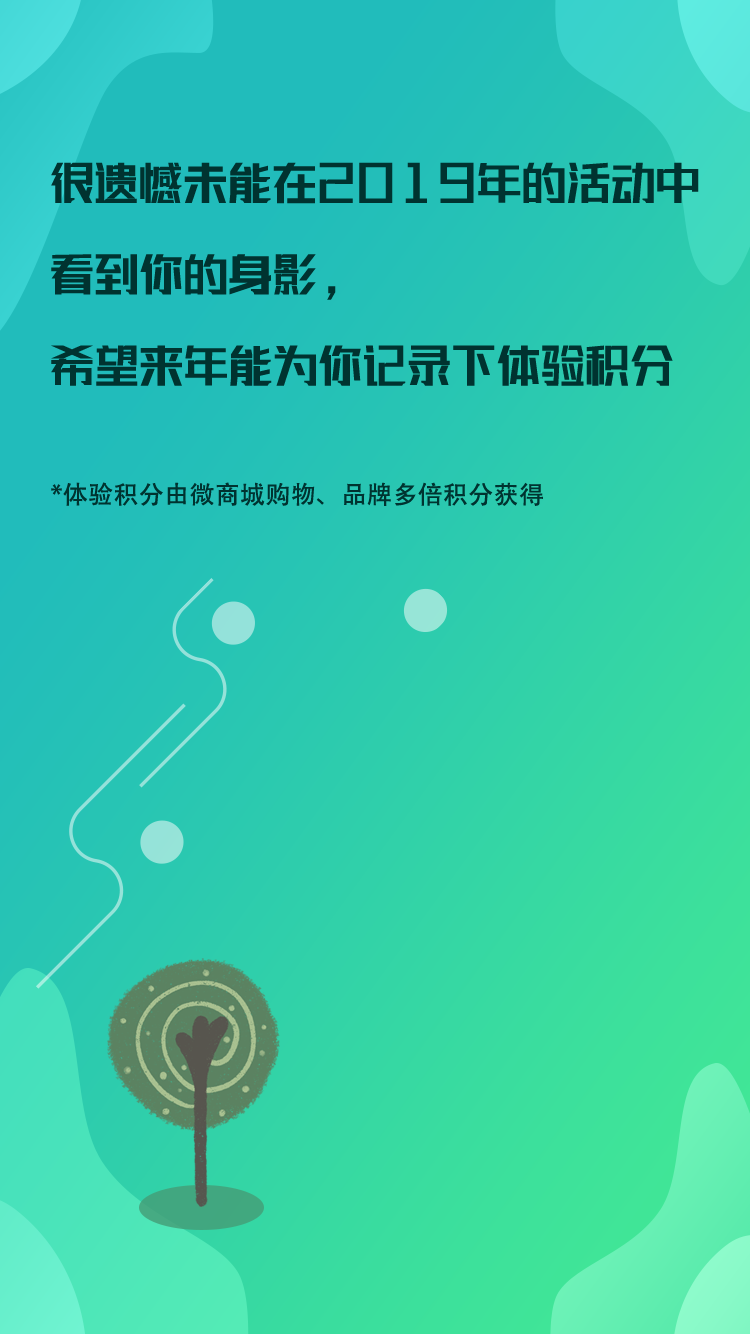 很遗憾未能在2019年的活动中
看到你的身影，
希望来年能为你记录下体验积分
*体验积分由微商城购物、品牌多倍积分获得